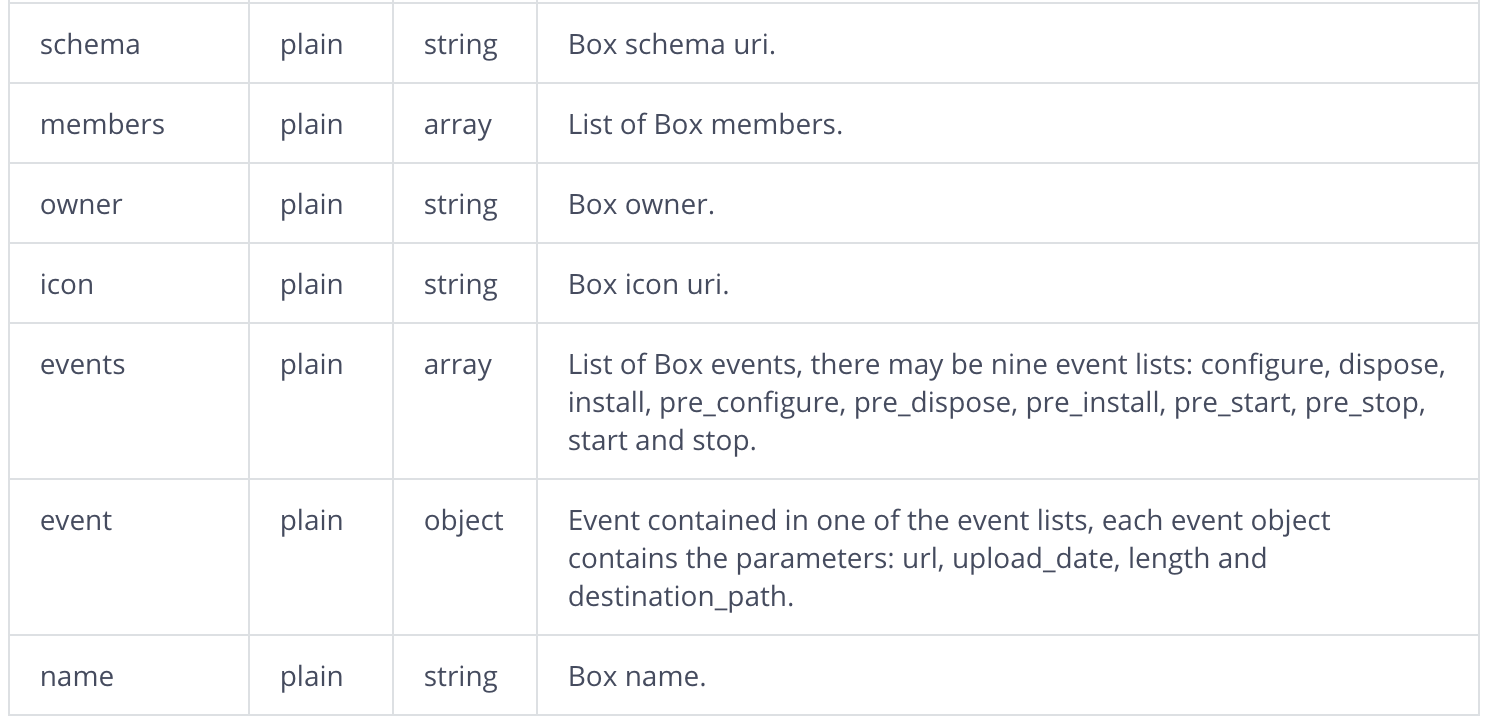 schema plain string Box schema uri.
members plain array List of Box members.
owner plain string Box owner.
icon plain string Box icon uri.
events plain array List of Box events, there may be nine event lists: configure, dispose,
install, pre_configure, pre_dispose, pre_install, pre_start, pre_stop,
start and stop.
event plain object Event contained in one of the event lists, each event object
contains the parameters: url, upload_date, length and
destination_path.
name plain string Box name.